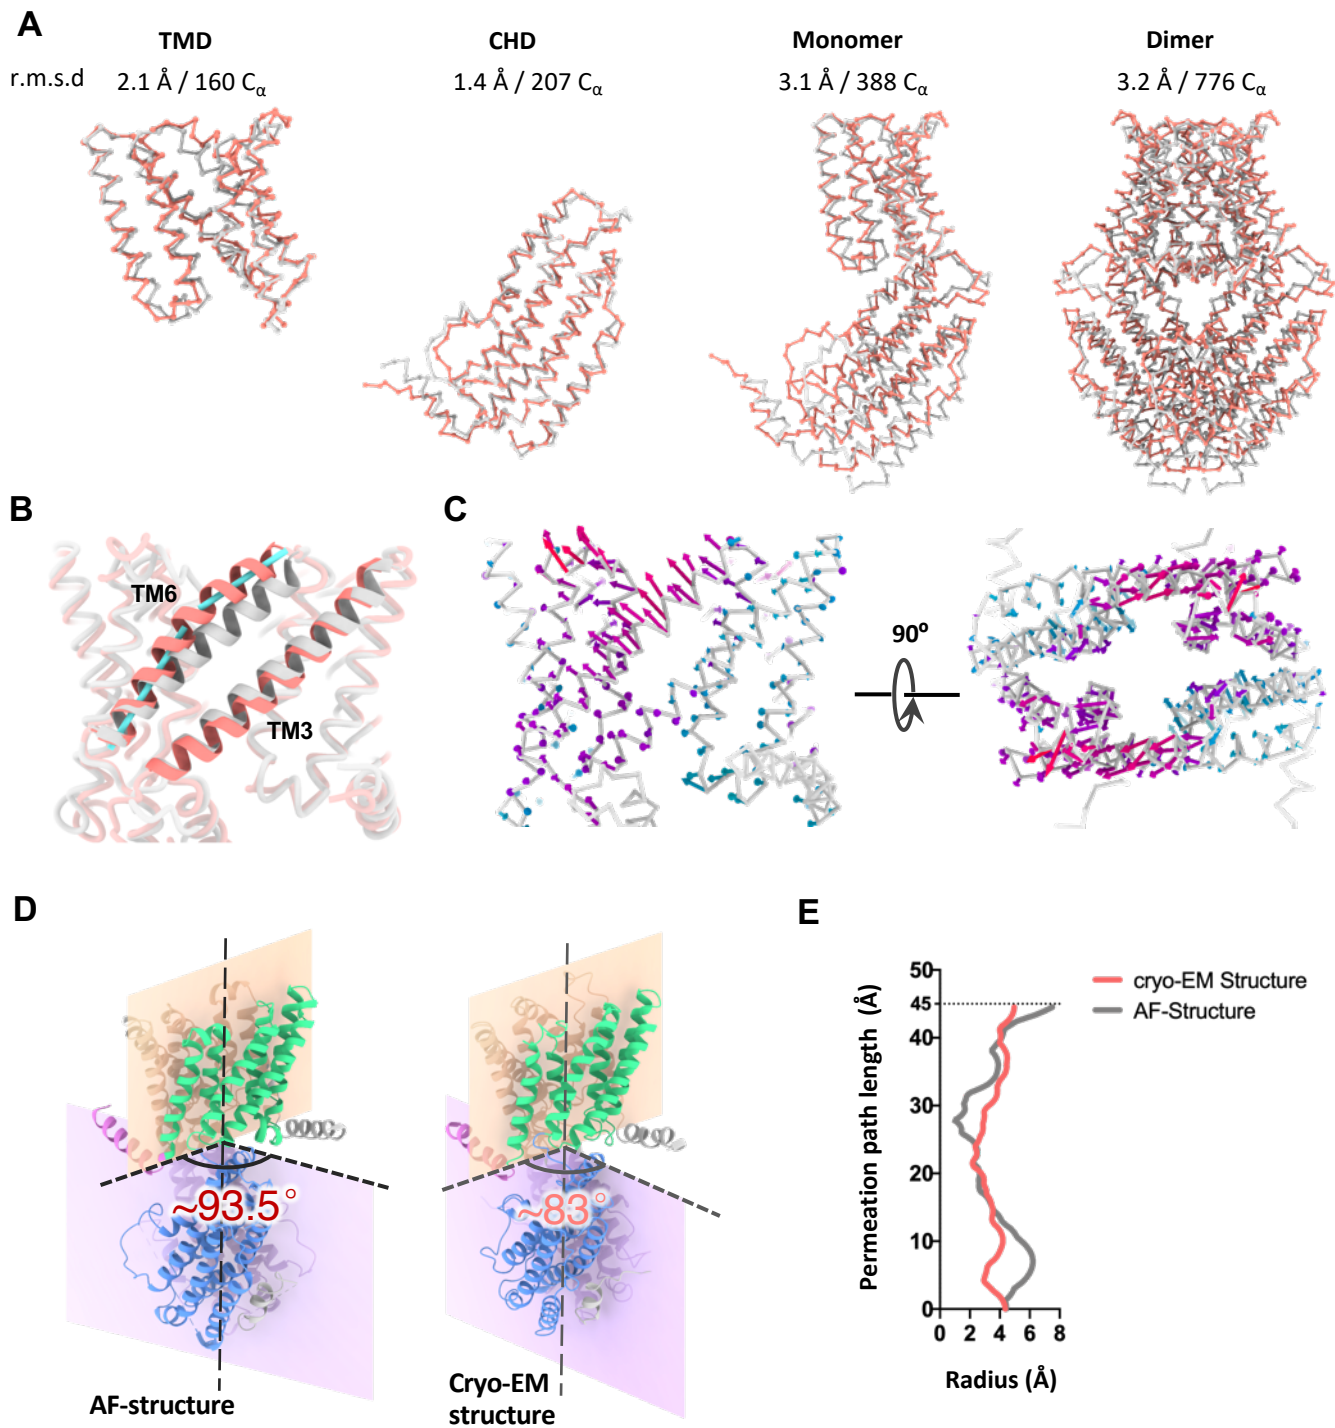 A
TMD CHD Monomer Dimer
r.m.s.d 2.1 Å / 160 Cα 1.4 Å / 207 Cα 3.1 Å / 388 Cα 3.2 Å / 776 Cα
B
TM6
TM3
C
90º
D
~93.5°
AF-structure
~83°
Cryo-EM
structure
E
cryo-EM Structure
AF-Structure
Permeation path length (Å)
50
45
40
30
20
10
0
0 2 4 6 8
Radius (Å)